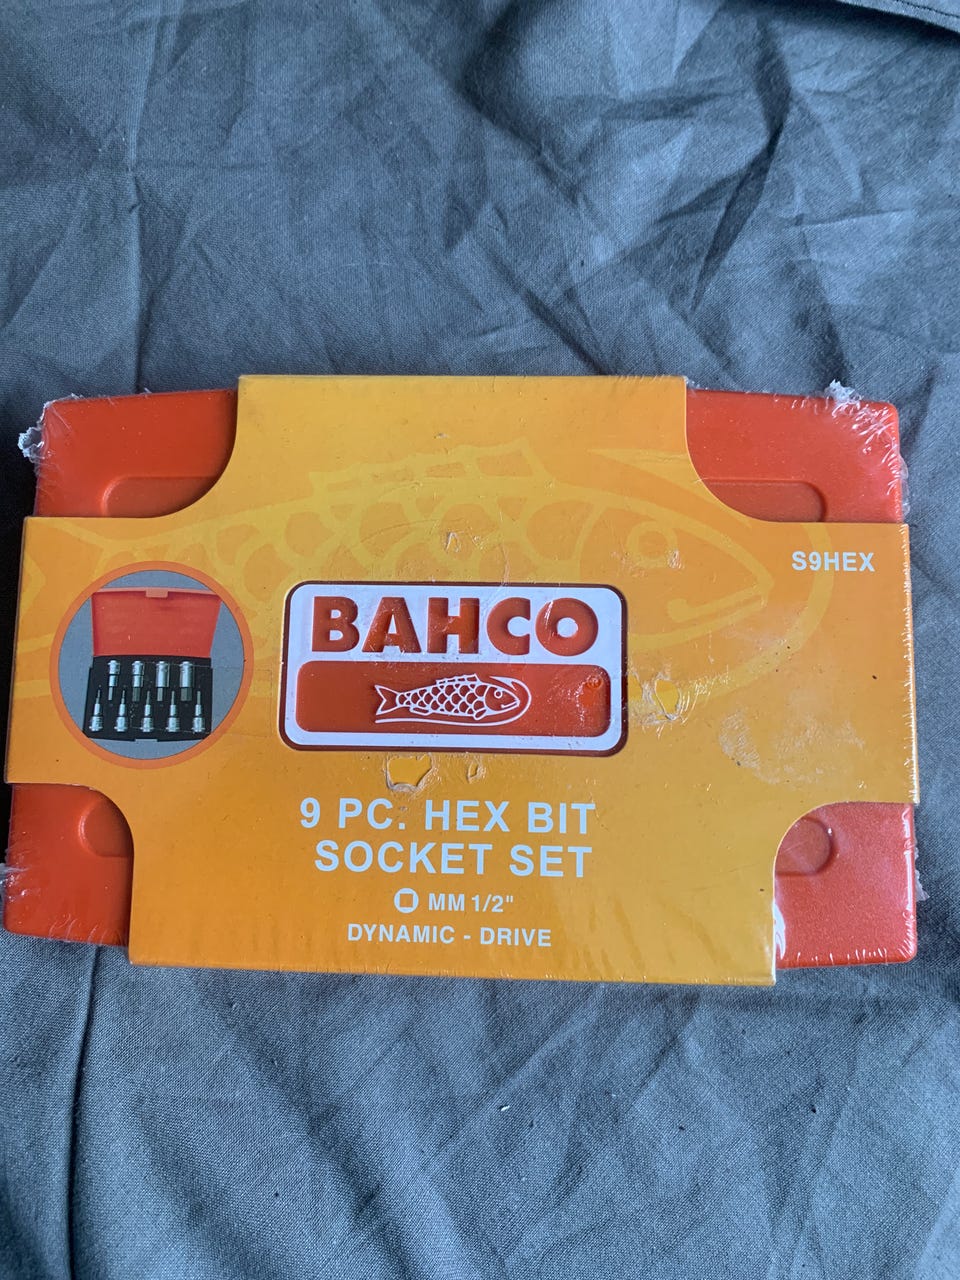 S9HEX
BAHCO
9 PC. HEX BIT
SOCKET SET
MM 1/2"
DYNAMIC - DRIVE